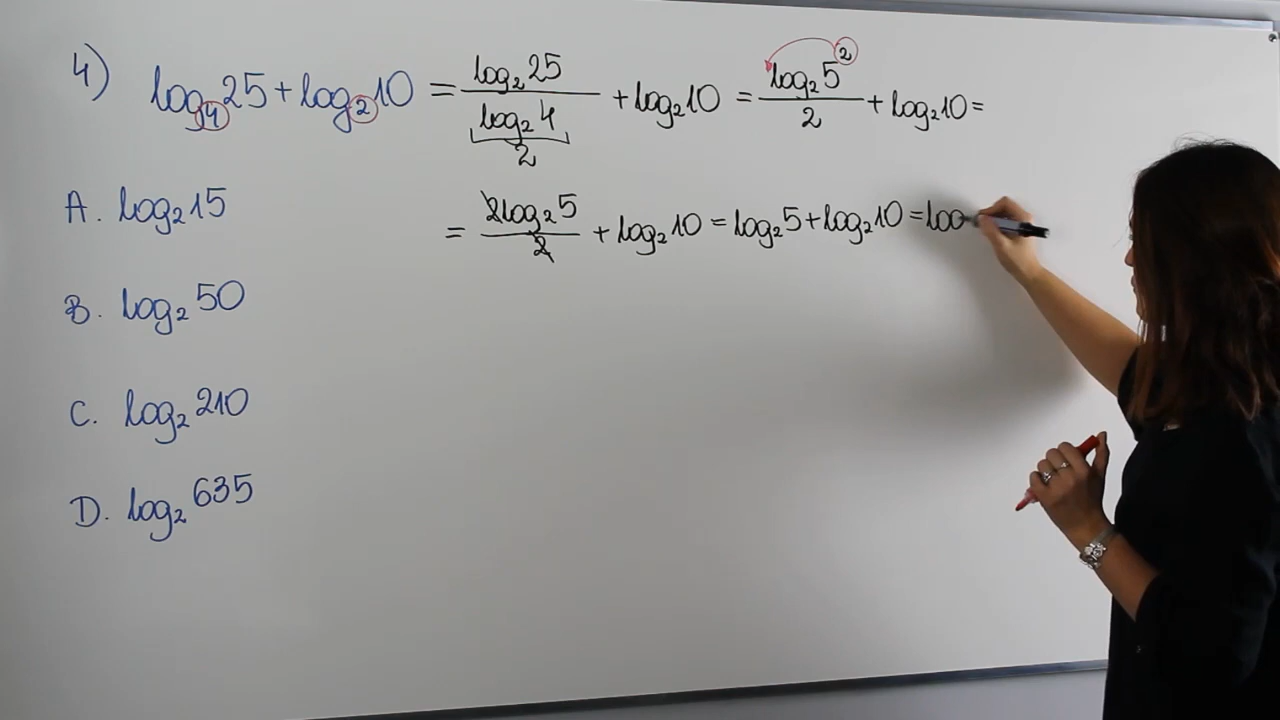 4) log₄25 + log₂10 = log₂25 / log₂4 + log₂10 = log₂5² / 2 + log₂10 =
2
= 2log₂5 / 2 + log₂10 = log₂5 + log₂10 = log
A. log₂15
B. log₂50
C. log₂210
D. log₂635